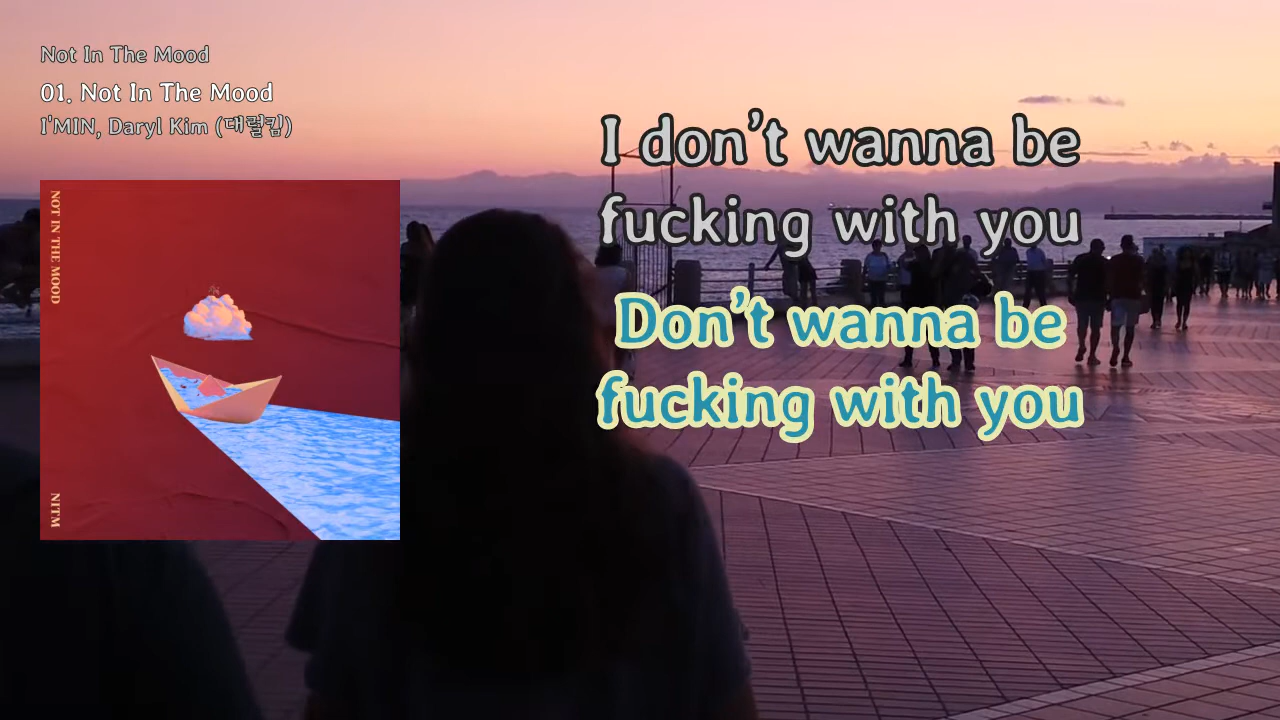 Not In The Mood
01. Not In The Mood
I'MIN, Daryl Kim (대럴킴)
NOT IN THE MOOD
NITM
I don't wanna be
fucking with you
Don't wanna be
fucking with you